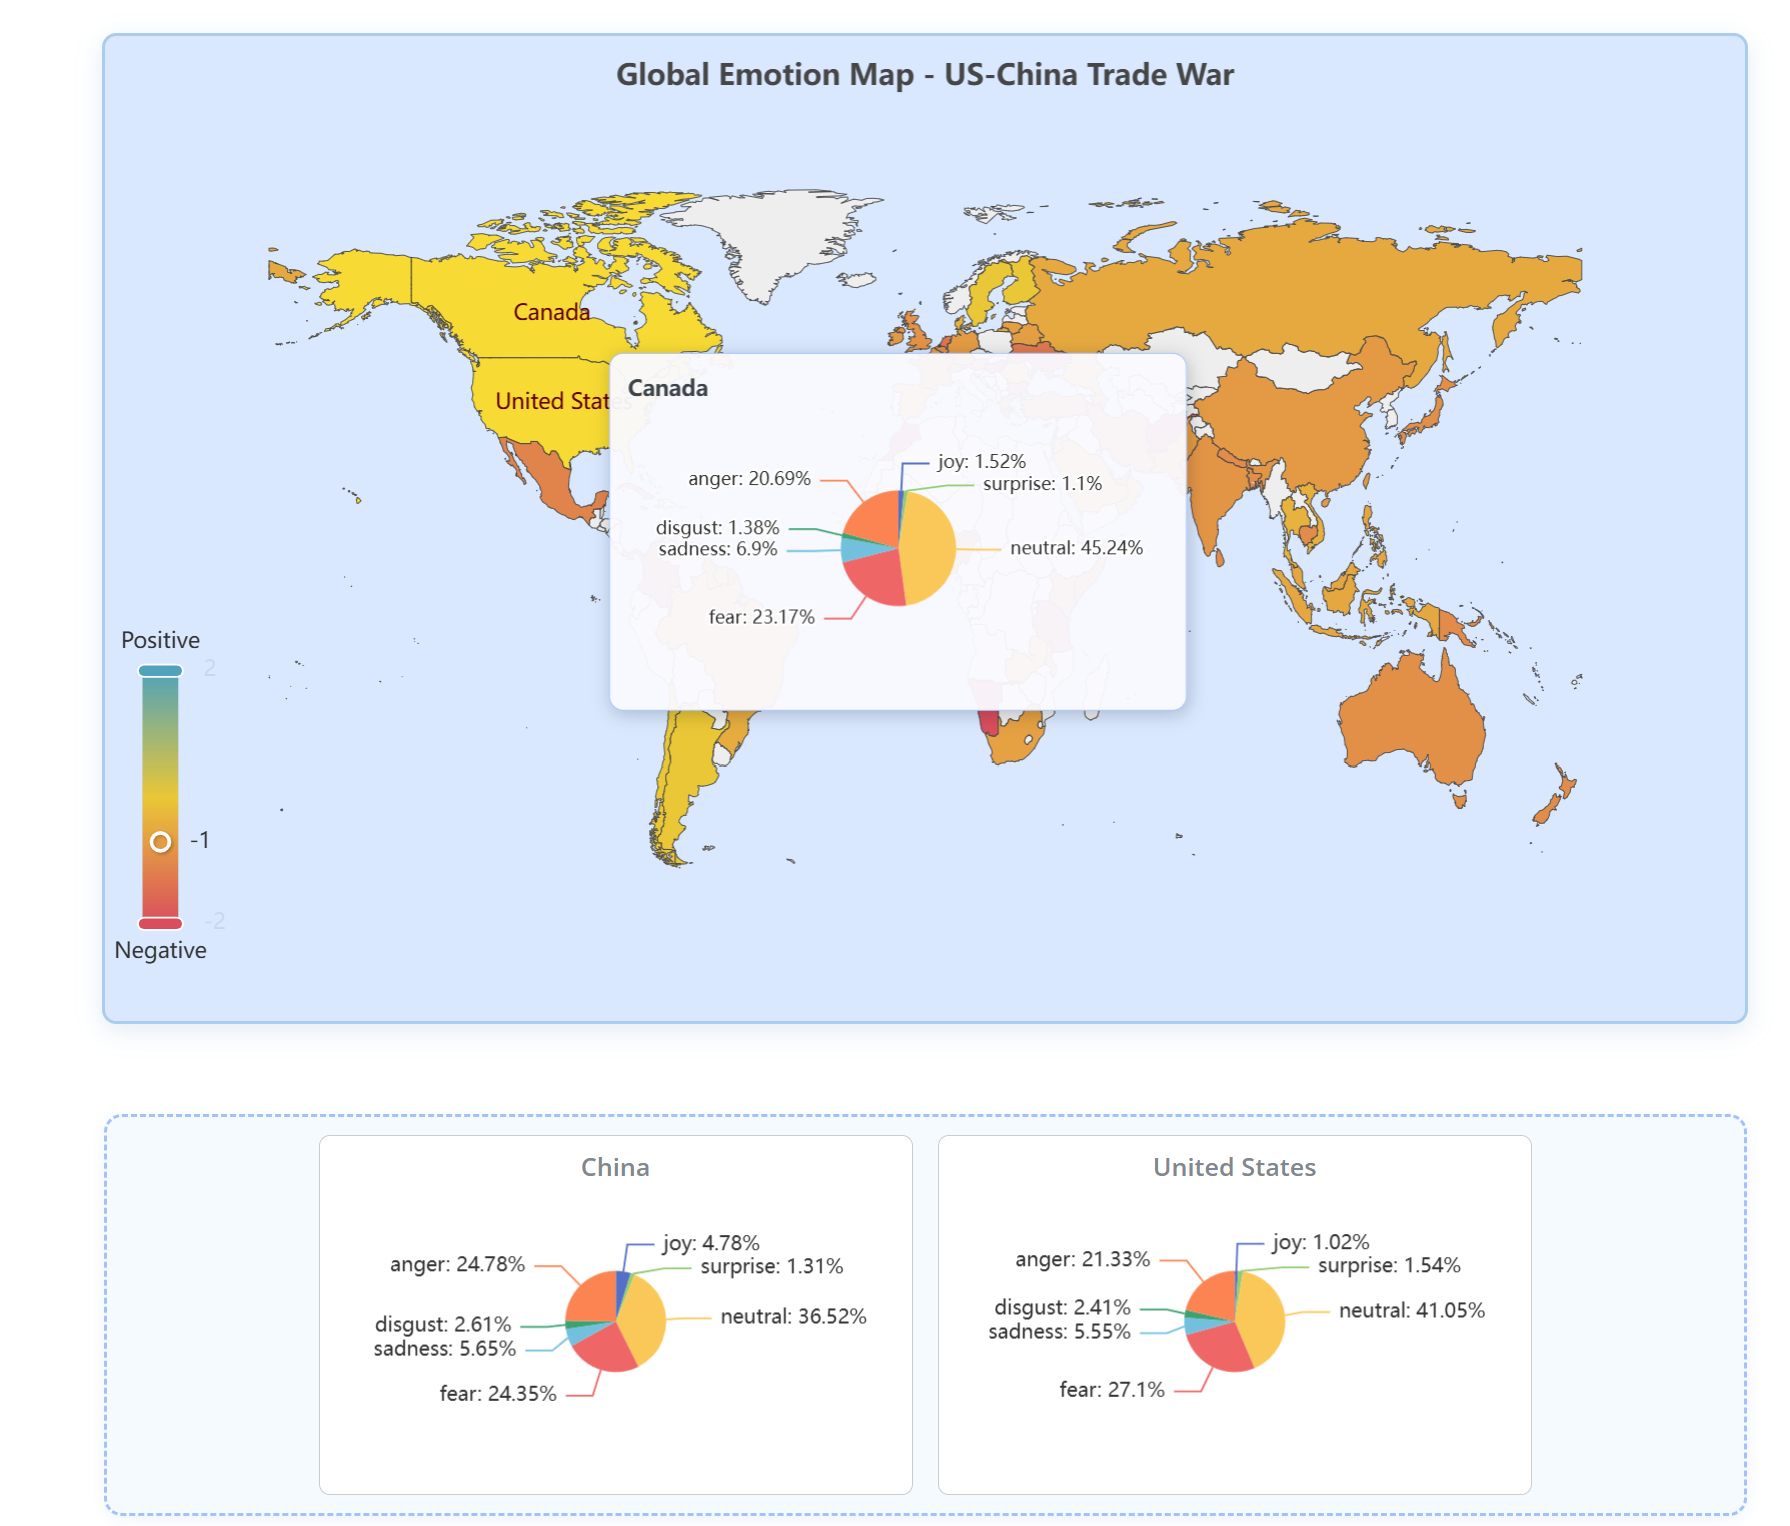 Global Emotion Map - US-China Trade War
Canada
United Stat
Canada
joy: 1.52%
anger: 20.69%
surprise: 1.1%
disgust: 1.38%
sadness: 6.9%
neutral: 45.24%
fear: 23.17%
Positive
2
-1
-2
Negative
China
joy: 4.78%
anger: 24.78%
surprise: 1.31%
neutral: 36.52%
disgust: 2.61%
sadness: 5.65%
fear: 24.35%
United States
joy: 1.02%
anger: 21.33%
surprise: 1.54%
disgust: 2.41%
neutral: 41.05%
sadness: 5.55%
fear: 27.1%